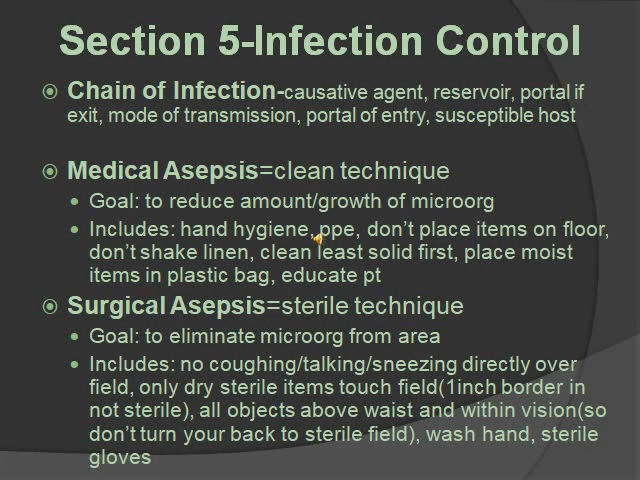 Section 5-Infection Control
Chain of Infection-causative agent, reservoir, portal if
exit, mode of transmission, portal of entry, susceptible host
Medical Asepsis=clean technique
Goal: to reduce amount/growth of microorg
Includes: hand hygiene, ppe, don't place items on floor,
don't shake linen, clean least solid first, place moist
items in plastic bag, educate pt
Surgical Asepsis=sterile technique
Goal: to eliminate microorg from area
Includes: no coughing/talking/sneezing directly over
field, only dry sterile items touch field(1inch border in
not sterile), all objects above waist and within vision(so
don't turn your back to sterile field), wash hand, sterile
gloves